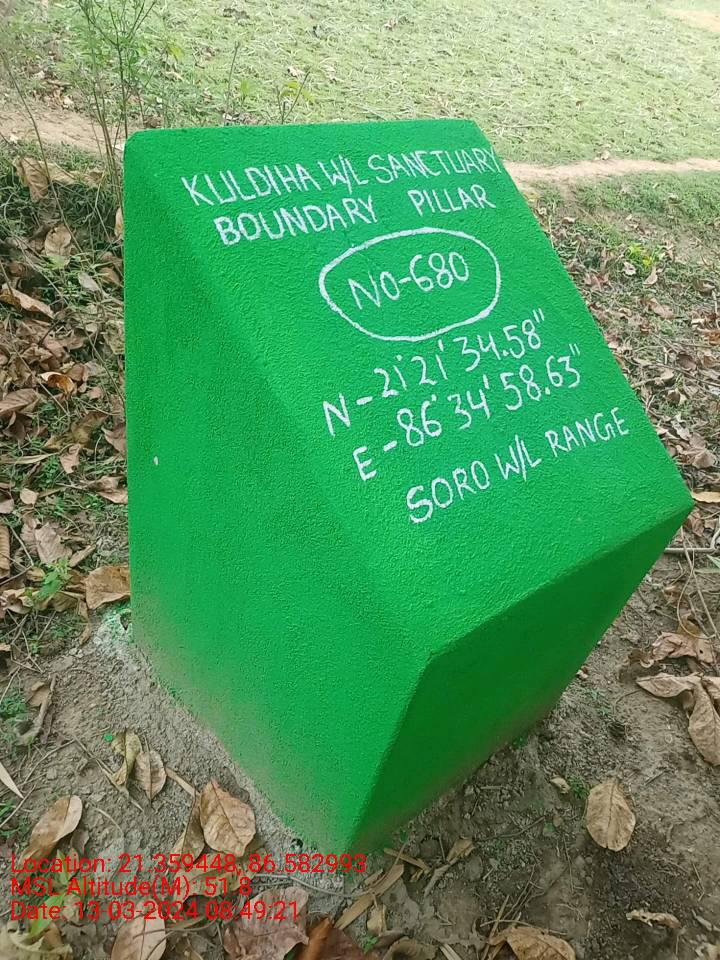 KULDIHA W/L SANCTUARY
BOUNDARY PILLAR
NO-680
N-21°21'34.58"
E-86°34'58.63"
SORO W/L RANGE
Location: 21.359448, 86.582993
MSL Altitude(M): 51.8
Date: 13-03-2024 08:49:21